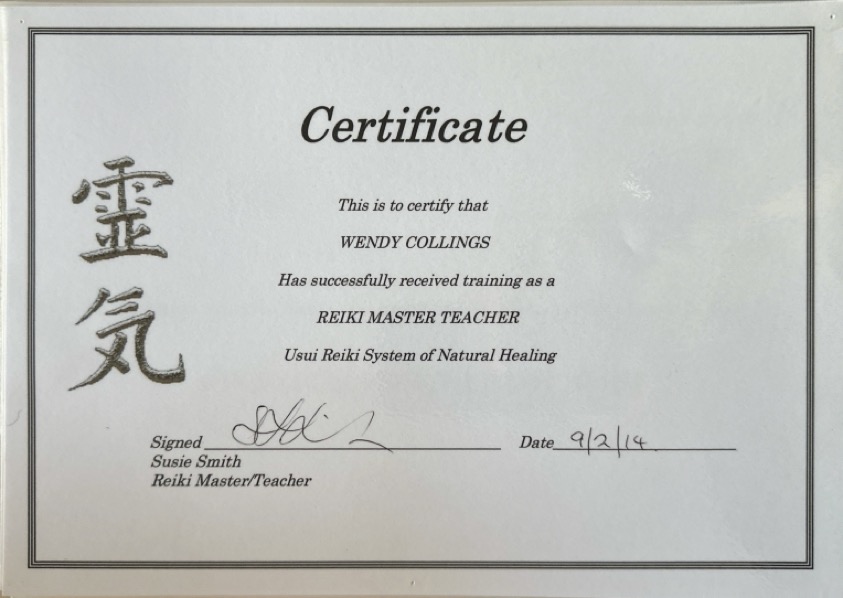 Certificate
靈
気
This is to certify that
WENDY COLLINGS
Has successfully received training as a
REIKI MASTER TEACHER
Usui Reiki System of Natural Healing
Signed
Date 9/2/14
Susie Smith
Reiki Master/Teacher